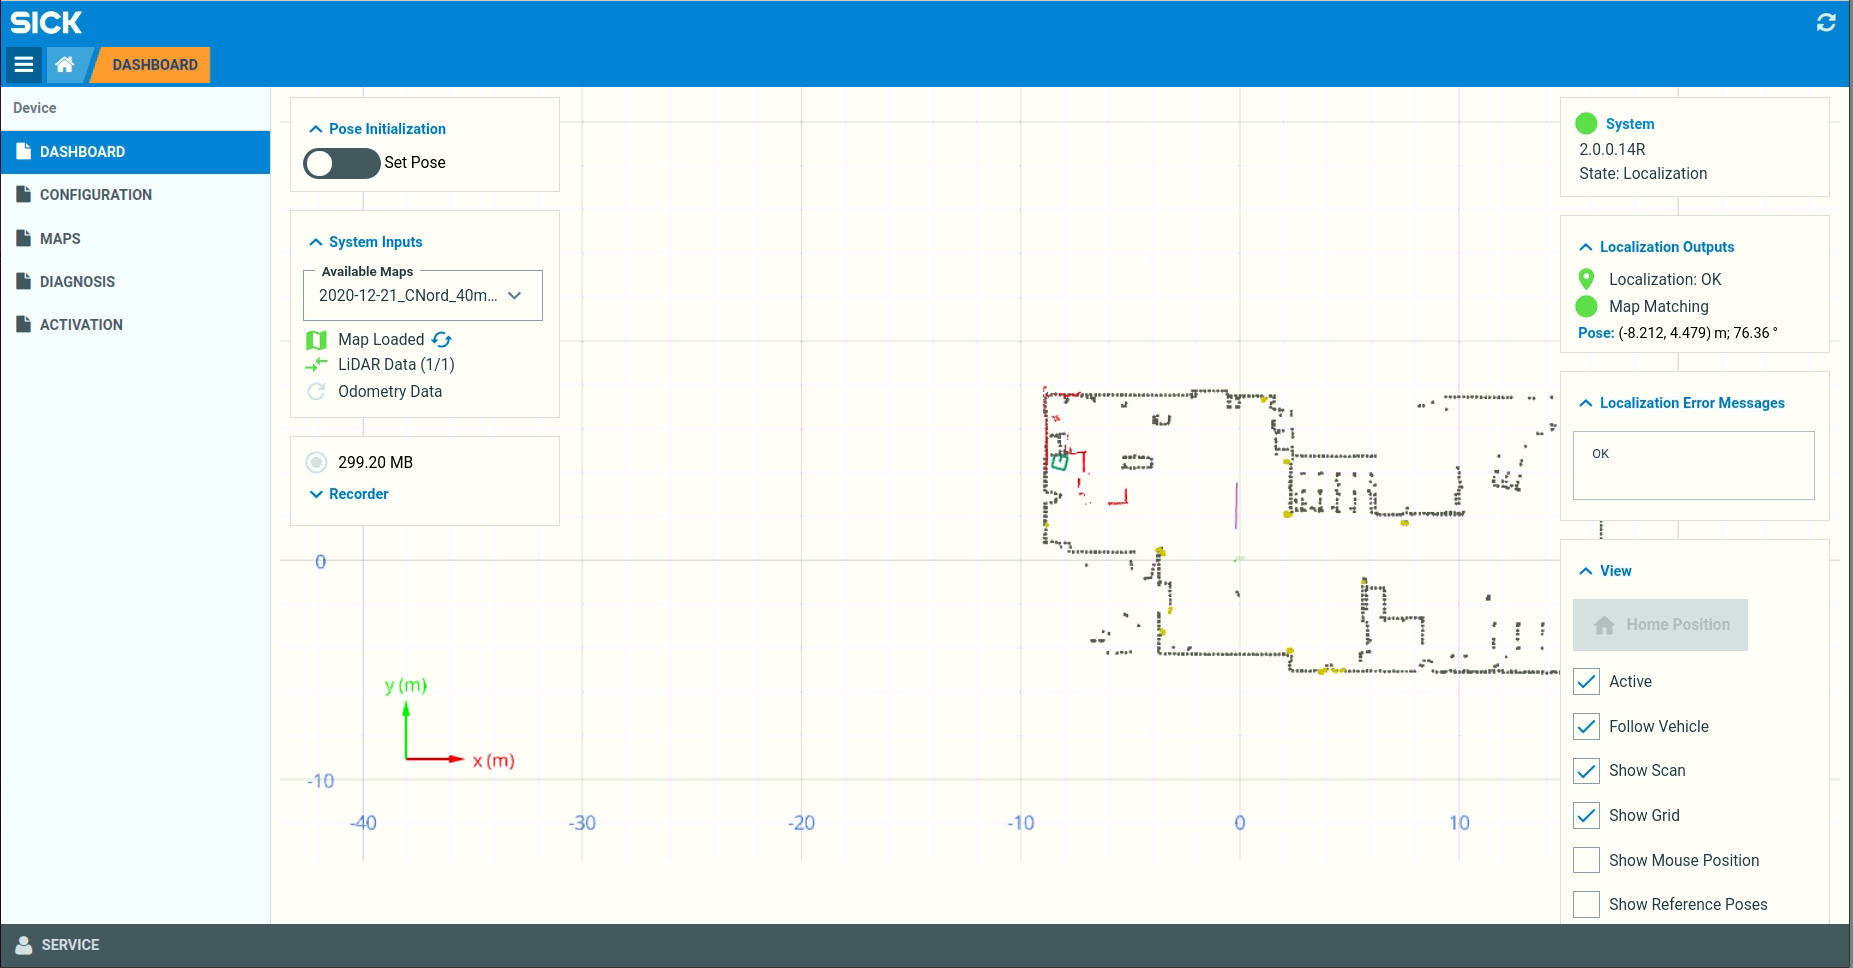 SICK
DASHBOARD
Device
DASHBOARD
CONFIGURATION
MAPS
DIAGNOSIS
ACTIVATION
Pose Initialization
Set Pose
System Inputs
Available Maps
2020-12-21_CNord_40m...
Map Loaded
LiDAR Data (1/1)
Odometry Data
299.20 MB
Recorder
0
-10
y (m)
x (m)
-40
-30
-20
-10
0
10
System
2.0.0.14R
State: Localization
Localization Outputs
Localization: OK
Map Matching
Pose: (-8.212, 4.479) m; 76.36 °
Localization Error Messages
OK
View
Home Position
Active
Follow Vehicle
Show Scan
Show Grid
Show Mouse Position
Show Reference Poses
SERVICE